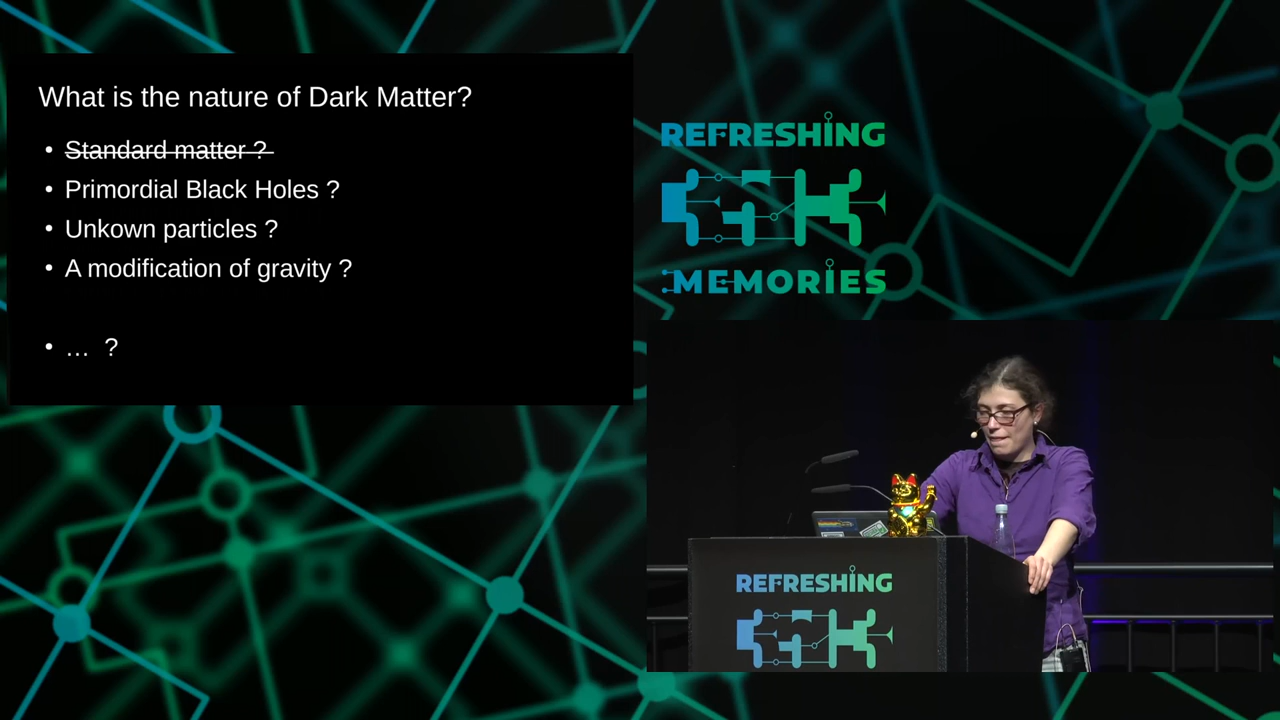 What is the nature of Dark Matter?
• Standard matter ?
• Primordial Black Holes ?
• Unkown particles ?
• A modification of gravity ?
• … ?
REFRESHING
MEMORIES
REFRESHING